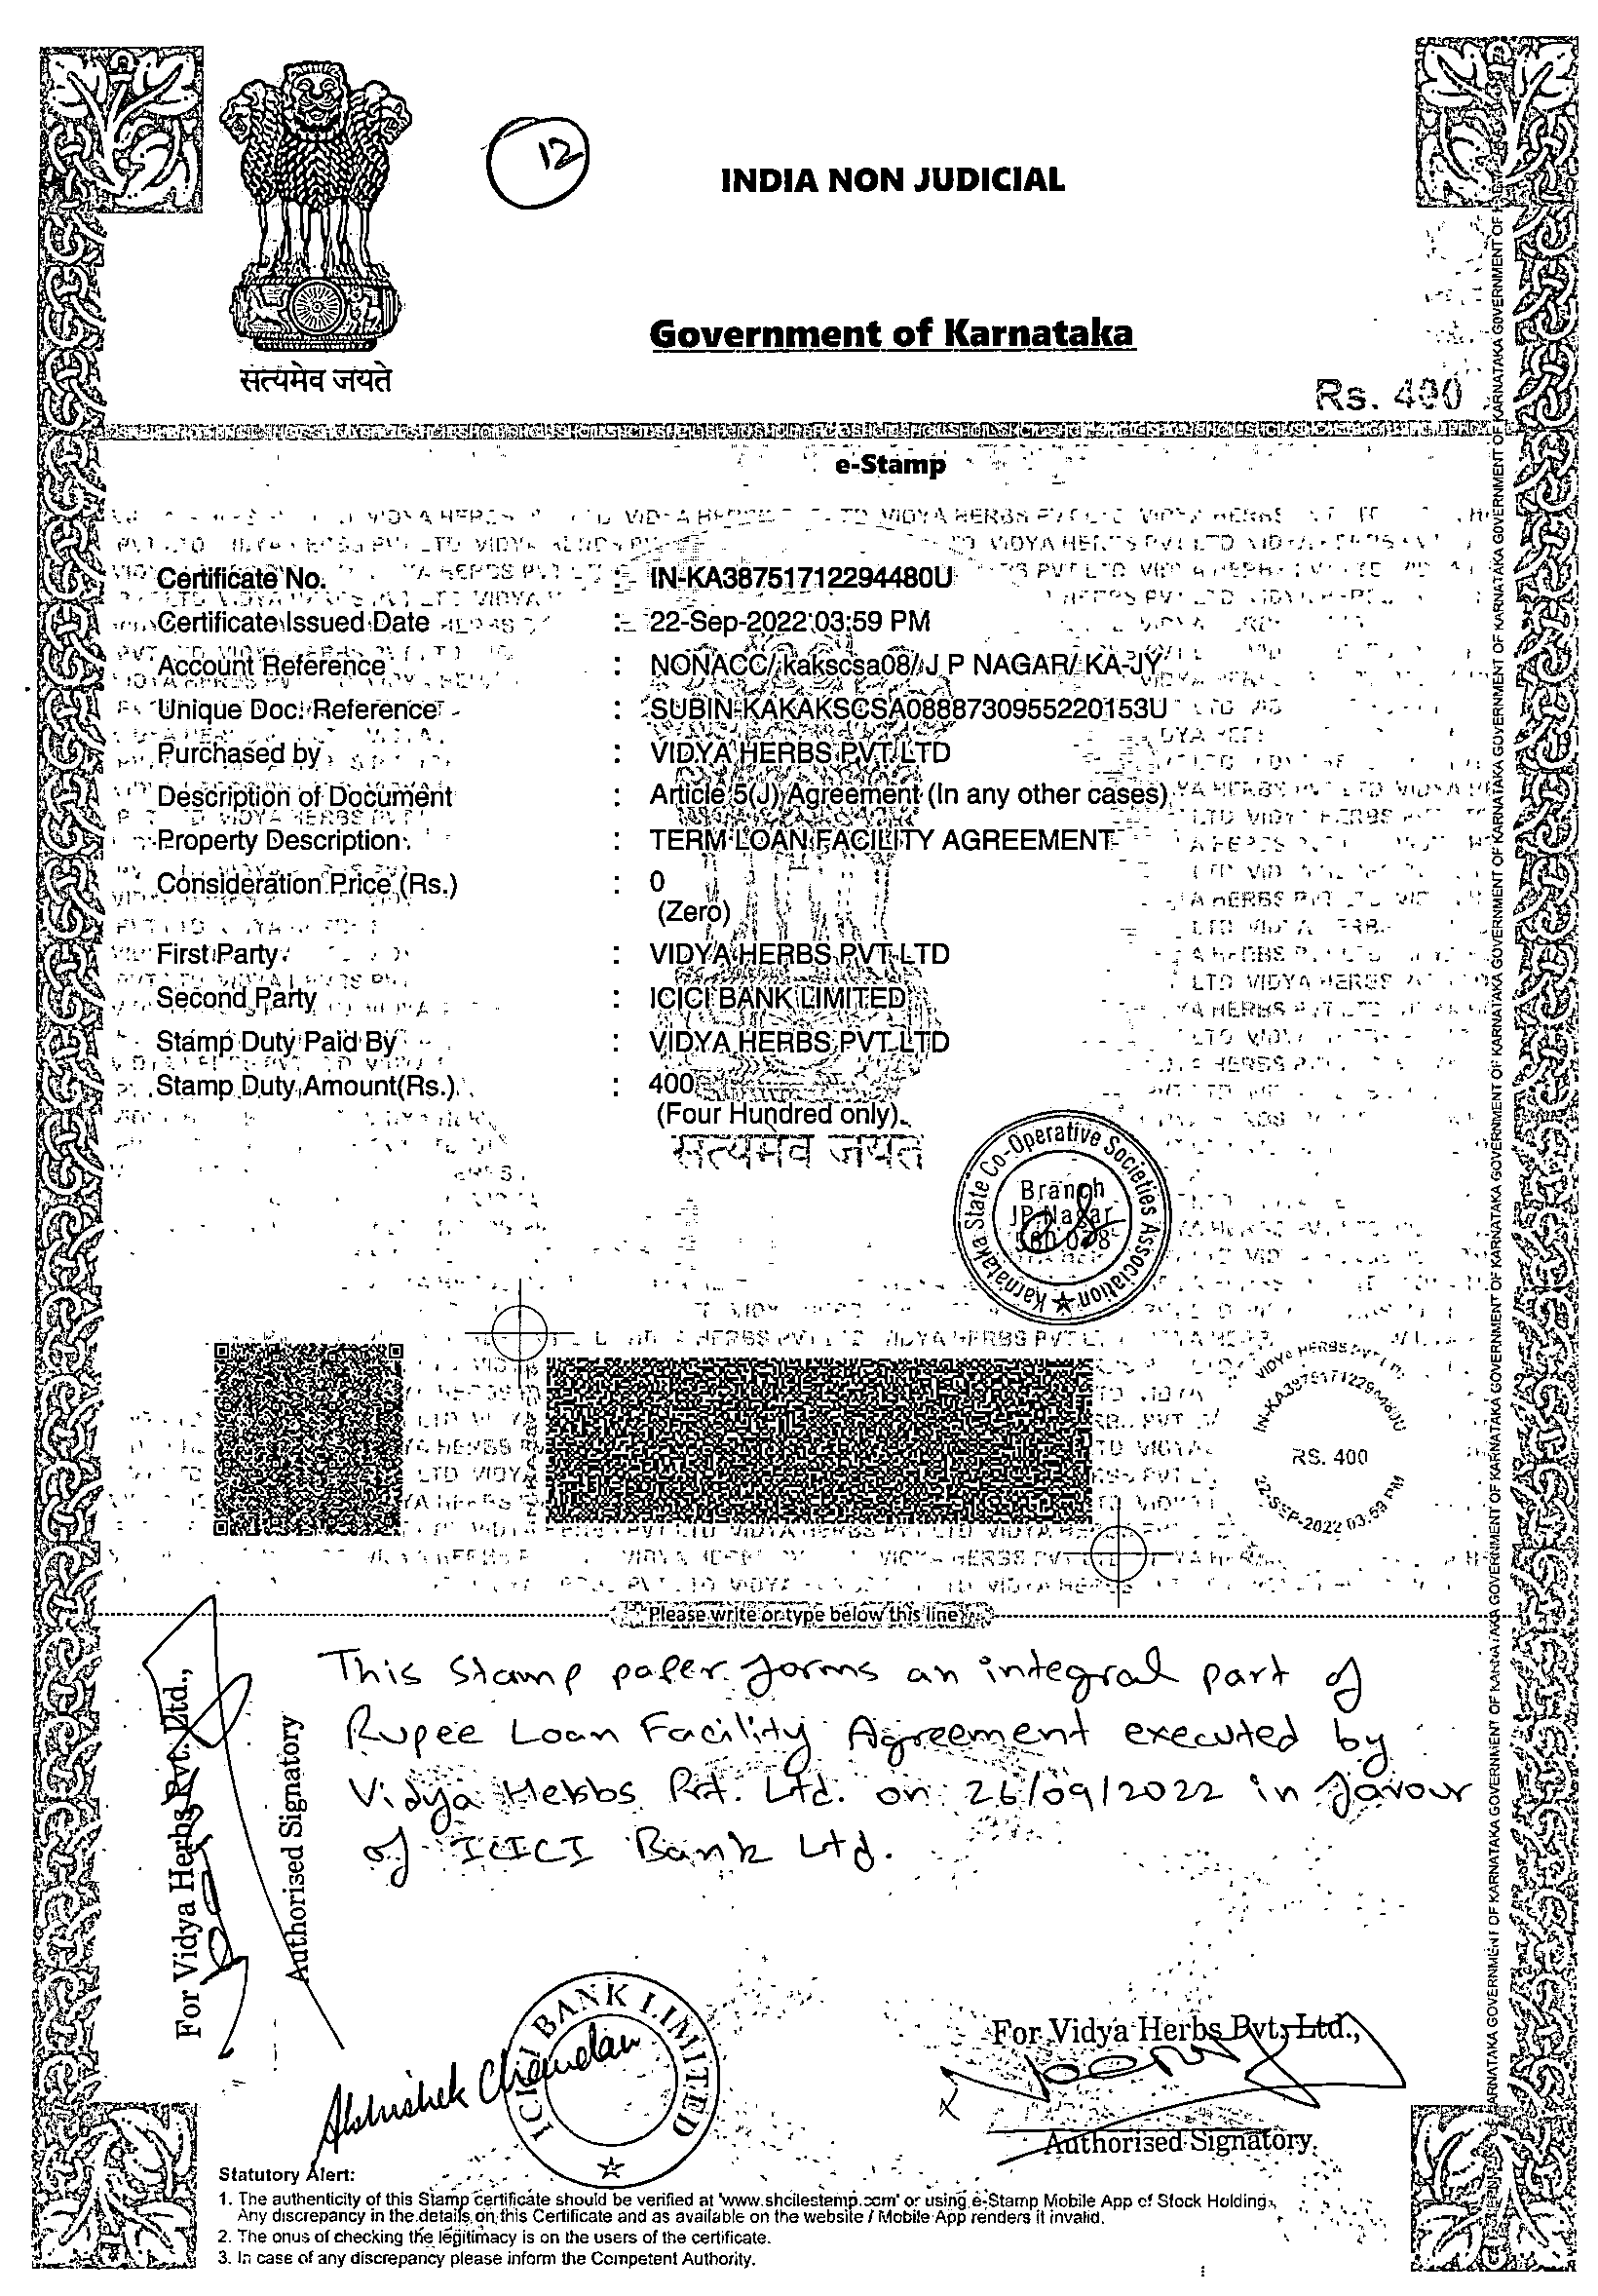 12
INDIA NON JUDICIAL
Government of Karnataka
सत्यमेव जयते
Rs. 400
e-Stamp
Certificate No. : IN-KA38751712294480U
Certificate Issued Date : 22-Sep-2022 03:59 PM
Account Reference : NONACC/ kakscsa08/ J P NAGAR/ KA-JY
Unique Doc. Reference : SUBIN-KAKAKSCSA0888730955220153U
Purchased by : VIDYA HERBS PVT LTD
Description of Document : Article 5(J) Agreement (In any other cases)
Property Description : TERM LOAN FACILITY AGREEMENT
Consideration Price (Rs.) : 0
(Zero)
First Party : VIDYA HERBS PVT LTD
Second Party : ICICI BANK LIMITED
Stamp Duty Paid By : VIDYA HERBS PVT LTD
Stamp Duty Amount(Rs.) : 400
(Four Hundred only)
सत्यमेव जयते
Karnataka State Co-Operative Societies Association
Branch
JP Nagar
560 078
VIDYA HERBS PVT LTD
IN-KA38751712294480U
RS. 400
22-SEP-2022 03:59 PM
Please write or type below this line
This Stamp paper forms an integral part of
Rupee Loan Facility Agreement executed by
Vidya Herbs Pvt. Ltd. on 26/09/2022 in favour
of ICICI Bank Ltd.
For Vidya Herbs Pvt. Ltd.,
Authorised Signatory
ICICI BANK LIMITED
Abhishek Chandan
For Vidya Herbs Pvt. Ltd.,
Authorised Signatory
Statutory Alert:
1. The authenticity of this Stamp certificate should be verified at 'www.shcilestamp.com' or using e-Stamp Mobile App of Stock Holding.
Any discrepancy in the details on this Certificate and as available on the website / Mobile App renders it invalid.
2. The onus of checking the legitimacy is on the users of the certificate.
3. In case of any discrepancy please inform the Competent Authority.